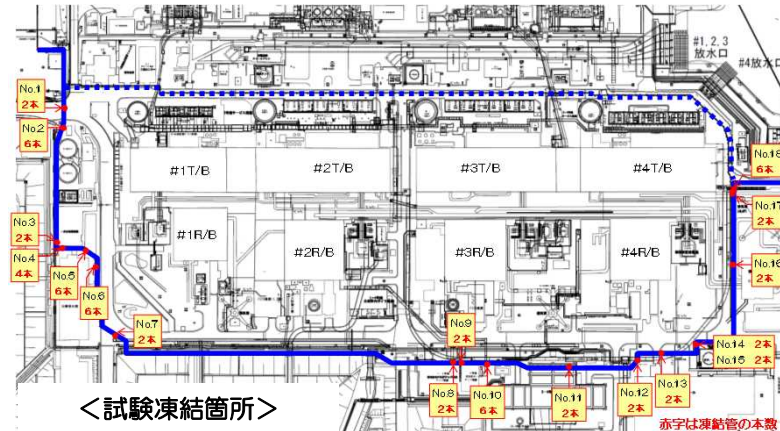 #1,2,3
放水口
#4放水口
No.1
2本
No.2
6本
No.18
6本
#1T/B
#2T/B
#3T/B
#4T/B
No.17
2本
No.3
2本
No.4
4本
#1R/B
#2R/B
#3R/B
#4R/B
No.16
2本
No.5
6本
No.6
6本
No.7
2本
No.9
2本
No.14 2本
No.15 2本
No.8
2本
No.10
6本
No.11
2本
No.12
2本
No.13
2本
＜試験凍結箇所＞
赤字は凍結管の本数